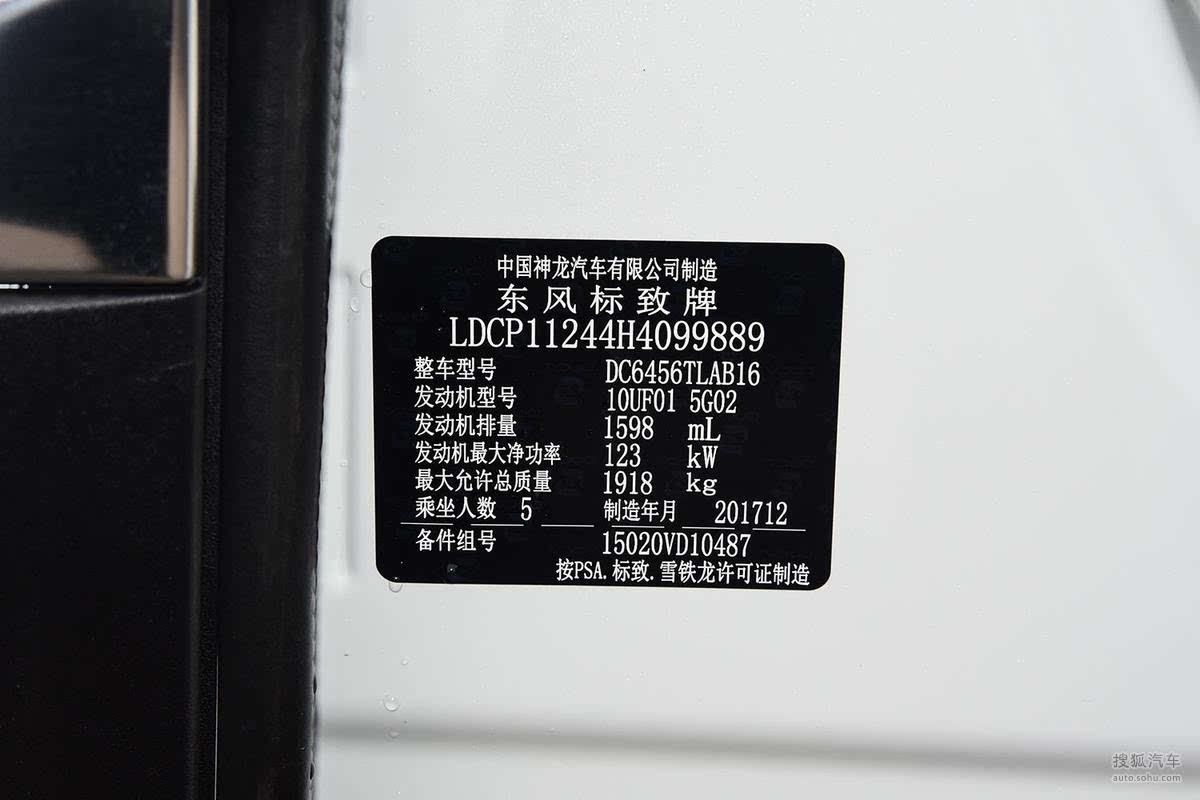 中国神龙汽车有限公司制造
东风标致牌
LDCP11244H4099889
整车型号 DC6456TLAB16
发动机型号 10UF01 5G02
发动机排量 1598 mL
发动机最大净功率 123 kW
最大允许总质量 1918 kg
乘坐人数 5 制造年月 201712
备件组号 15020VD10487
按PSA.标致.雪铁龙许可证制造
搜狐汽车
auto.sohu.com